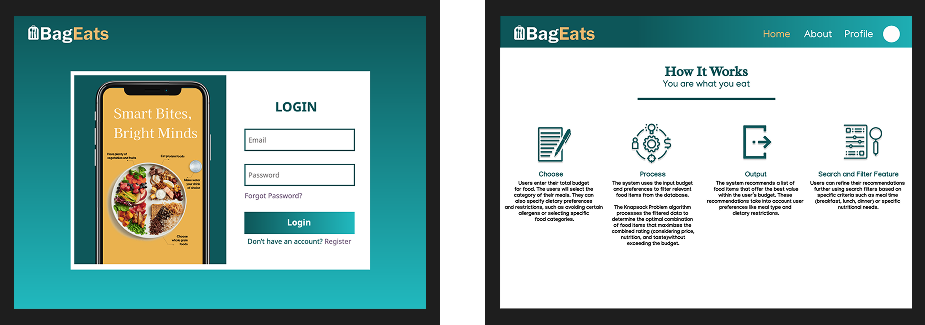 BagEats
Smart Bites,
Bright Minds
Have plenty of
vegetables and fruits
Eat protein foods
Make water
your drink
of choice
Choose
whole grain
foods
LOGIN
Email
Password
Forgot Password?
Login
Don't have an account? Register
BagEats
Home About Profile
How It Works
You are what you eat
Choose
Users enter their total budget
for food. The users will select the
category of their meals. They can
also specify dietary preferences
and restrictions, such as avoiding certain
allergens or selecting specific
food categories.
Process
The system uses the input budget
and preferences to filter relevant
food items from the database.
The Knapsack Problem algorithm
processes the filtered data to
determine the optimal combination
of food items that maximizes the
combined rating (considering price,
nutrition, and taste)without
exceeding the budget.
Output
The system recommends a list of
food items that offer the best value
within the user's budget. These
recommendations take into account user
preferences like meal type and
dietary restrictions.
Search and Filter Feature
Users can refine their recommendations
further using search filters based on
specific criteria such as meal time
(breakfast, lunch, dinner) or specific
nutritional needs.